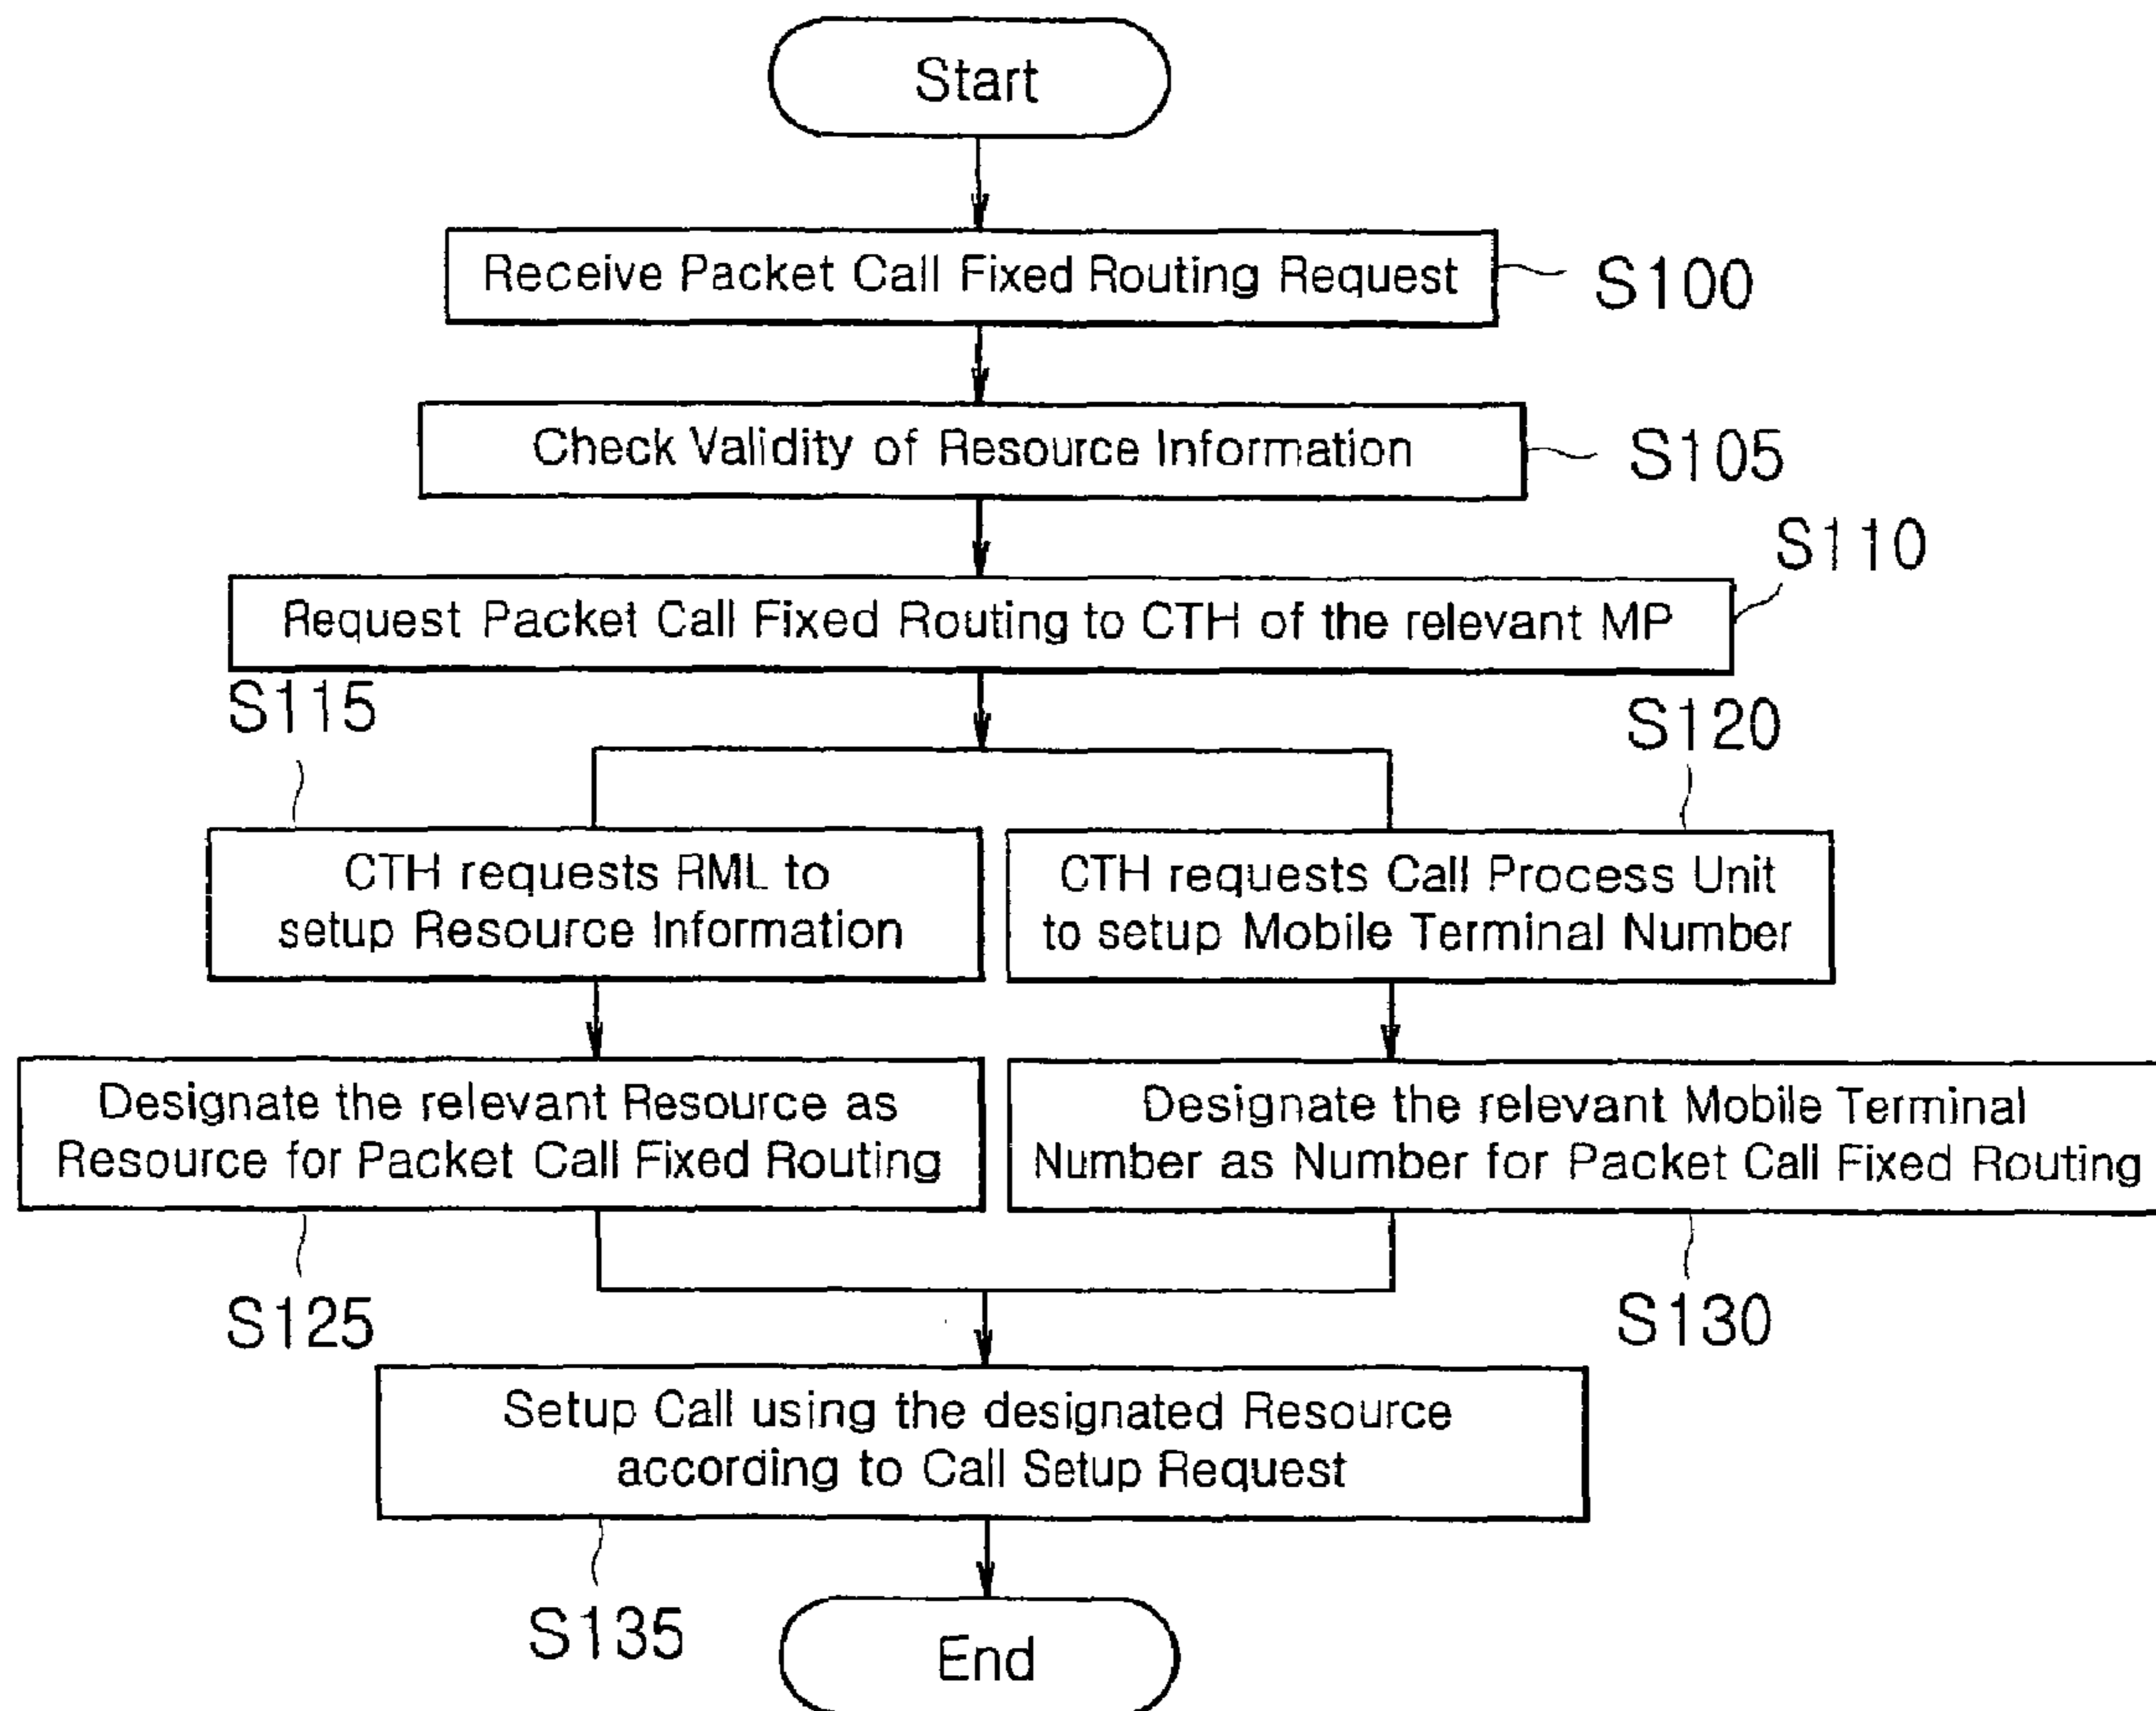 Start
Receive Packet Call Fixed Routing Request
S100
Check Validity of Resource Information
S105
S110
Request Packet Call Fixed Routing to CTH of the relevant MP
S115
S120
CTH requests RML to
setup Resource Information
CTH requests Call Process Unit
to setup Mobile Terminal Number
Designate the relevant Resource as
Resource for Packet Call Fixed Routing
Designate the relevant Mobile Terminal
Number as Number for Packet Call Fixed Routing
S125
S130
Setup Call using the designated Resource
according to Call Setup Request
S135
End